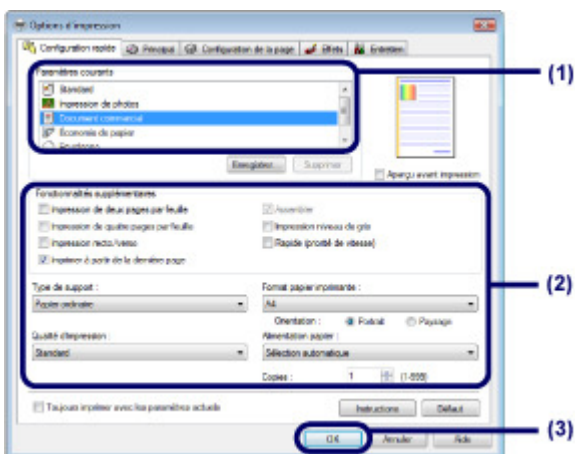 Options d'impression
Configuration rapide Principal Configuration de la page Effets Entretien
Paramètres courants
(1)
Standard
Impression de photos
Document commercial
Économie de papier
Enveloppe
Enregistrer... Supprimer
Aperçu avant impression
Fonctionnalités supplémentaires
Impression de deux pages par feuille Assembler
Impression de quatre pages par feuille Impression niveau de gris
Impression recto/verso Rapide (priorité de vitesse)
Imprimer à partir de la dernière page
(2)
Type de support : Format papier imprimante :
Papier ordinaire A4
Orientation : Portrait Paysage
Qualité d'impression : Alimentation papier :
Standard Sélection automatique
Copies : 1 (1-999)
Toujours imprimer avec les paramètres actuels Instructions Défaut
OK Annuler Aide
(3)